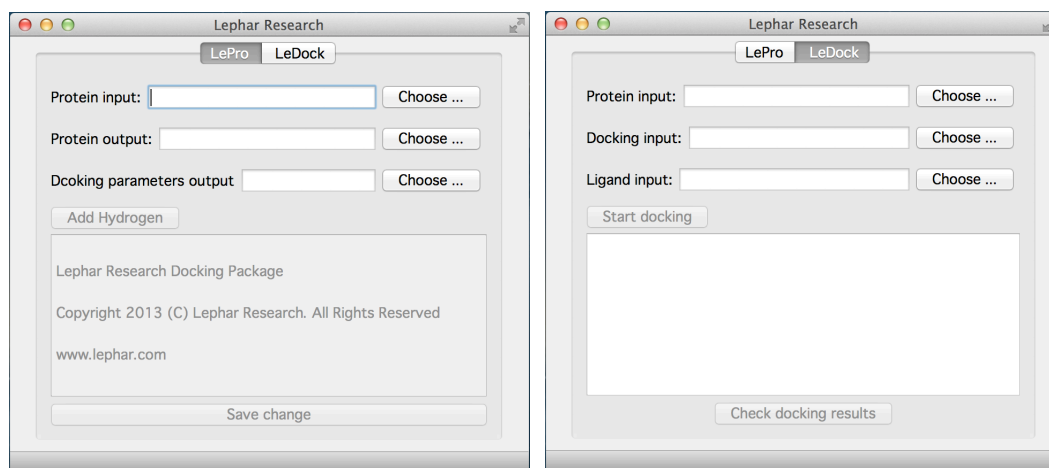 Lephar Research
LePro LeDock
Protein input: Choose ...
Protein output: Choose ...
Dcoking parameters output Choose ...
Add Hydrogen
Lephar Research Docking Package
Copyright 2013 (C) Lephar Research. All Rights Reserved
www.lephar.com
Save change
Lephar Research
LePro LeDock
Protein input: Choose ...
Docking input: Choose ...
Ligand input: Choose ...
Start docking
Check docking results